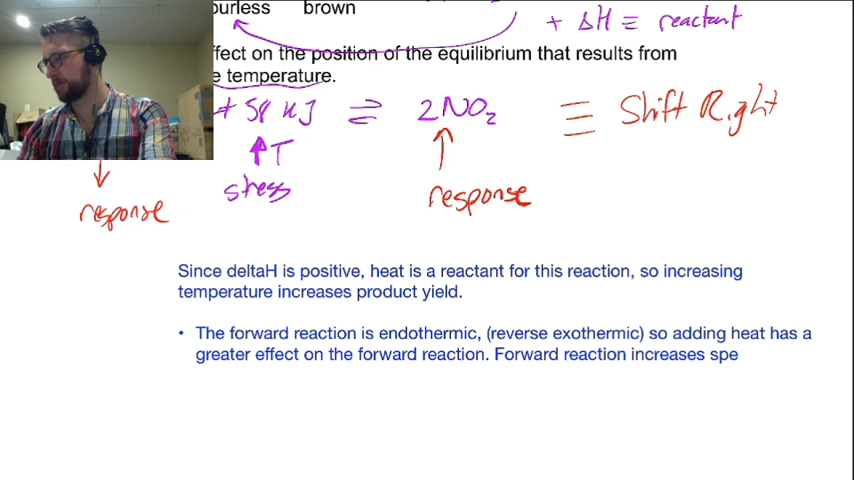 ourless brown
+ ΔH ≡ reactant
ffect on the position of the equilibrium that results from
e temperature.
+ 58 kJ ⇌ 2NO₂ ≡ Shift Right
↑T
stress
response
response
Since deltaH is positive, heat is a reactant for this reaction, so increasing
temperature increases product yield.
• The forward reaction is endothermic, (reverse exothermic) so adding heat has a
greater effect on the forward reaction. Forward reaction increases spe